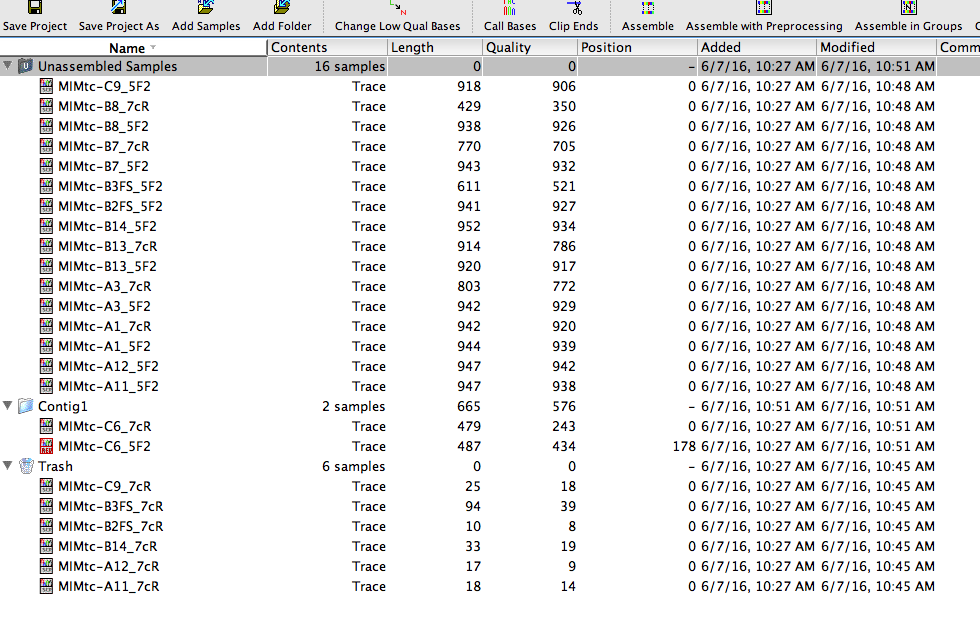 Save Project Save Project As Add Samples Add Folder Change Low Qual Bases Call Bases Clip Ends Assemble Assemble with Preprocessing Assemble in Groups
Name Contents Length Quality Position Added Modified Comm
Unassembled Samples 16 samples 0 0 - 6/7/16, 10:27 AM 6/7/16, 10:51 AM
MIMtc-C9_5F2 Trace 918 906 0 6/7/16, 10:27 AM 6/7/16, 10:48 AM
MIMtc-B8_7cR Trace 429 350 0 6/7/16, 10:27 AM 6/7/16, 10:48 AM
MIMtc-B8_5F2 Trace 938 926 0 6/7/16, 10:27 AM 6/7/16, 10:48 AM
MIMtc-B7_7cR Trace 770 705 0 6/7/16, 10:27 AM 6/7/16, 10:48 AM
MIMtc-B7_5F2 Trace 943 932 0 6/7/16, 10:27 AM 6/7/16, 10:48 AM
MIMtc-B3FS_5F2 Trace 611 521 0 6/7/16, 10:27 AM 6/7/16, 10:48 AM
MIMtc-B2FS_5F2 Trace 941 927 0 6/7/16, 10:27 AM 6/7/16, 10:48 AM
MIMtc-B14_5F2 Trace 952 934 0 6/7/16, 10:27 AM 6/7/16, 10:48 AM
MIMtc-B13_7cR Trace 914 786 0 6/7/16, 10:27 AM 6/7/16, 10:48 AM
MIMtc-B13_5F2 Trace 920 917 0 6/7/16, 10:27 AM 6/7/16, 10:48 AM
MIMtc-A3_7cR Trace 803 772 0 6/7/16, 10:27 AM 6/7/16, 10:48 AM
MIMtc-A3_5F2 Trace 942 929 0 6/7/16, 10:27 AM 6/7/16, 10:48 AM
MIMtc-A1_7cR Trace 942 920 0 6/7/16, 10:27 AM 6/7/16, 10:48 AM
MIMtc-A1_5F2 Trace 944 939 0 6/7/16, 10:27 AM 6/7/16, 10:48 AM
MIMtc-A12_5F2 Trace 947 942 0 6/7/16, 10:27 AM 6/7/16, 10:48 AM
MIMtc-A11_5F2 Trace 947 938 0 6/7/16, 10:27 AM 6/7/16, 10:48 AM
Contig1 2 samples 665 576 - 6/7/16, 10:51 AM 6/7/16, 10:51 AM
MIMtc-C6_7cR Trace 479 243 0 6/7/16, 10:27 AM 6/7/16, 10:51 AM
MIMtc-C6_5F2 Trace 487 434 178 6/7/16, 10:27 AM 6/7/16, 10:51 AM
Trash 6 samples 0 0 - 6/7/16, 10:27 AM 6/7/16, 10:45 AM
MIMtc-C9_7cR Trace 25 18 0 6/7/16, 10:27 AM 6/7/16, 10:45 AM
MIMtc-B3FS_7cR Trace 94 39 0 6/7/16, 10:27 AM 6/7/16, 10:45 AM
MIMtc-B2FS_7cR Trace 10 8 0 6/7/16, 10:27 AM 6/7/16, 10:45 AM
MIMtc-B14_7cR Trace 33 19 0 6/7/16, 10:27 AM 6/7/16, 10:45 AM
MIMtc-A12_7cR Trace 17 9 0 6/7/16, 10:27 AM 6/7/16, 10:45 AM
MIMtc-A11_7cR Trace 18 14 0 6/7/16, 10:27 AM 6/7/16, 10:45 AM